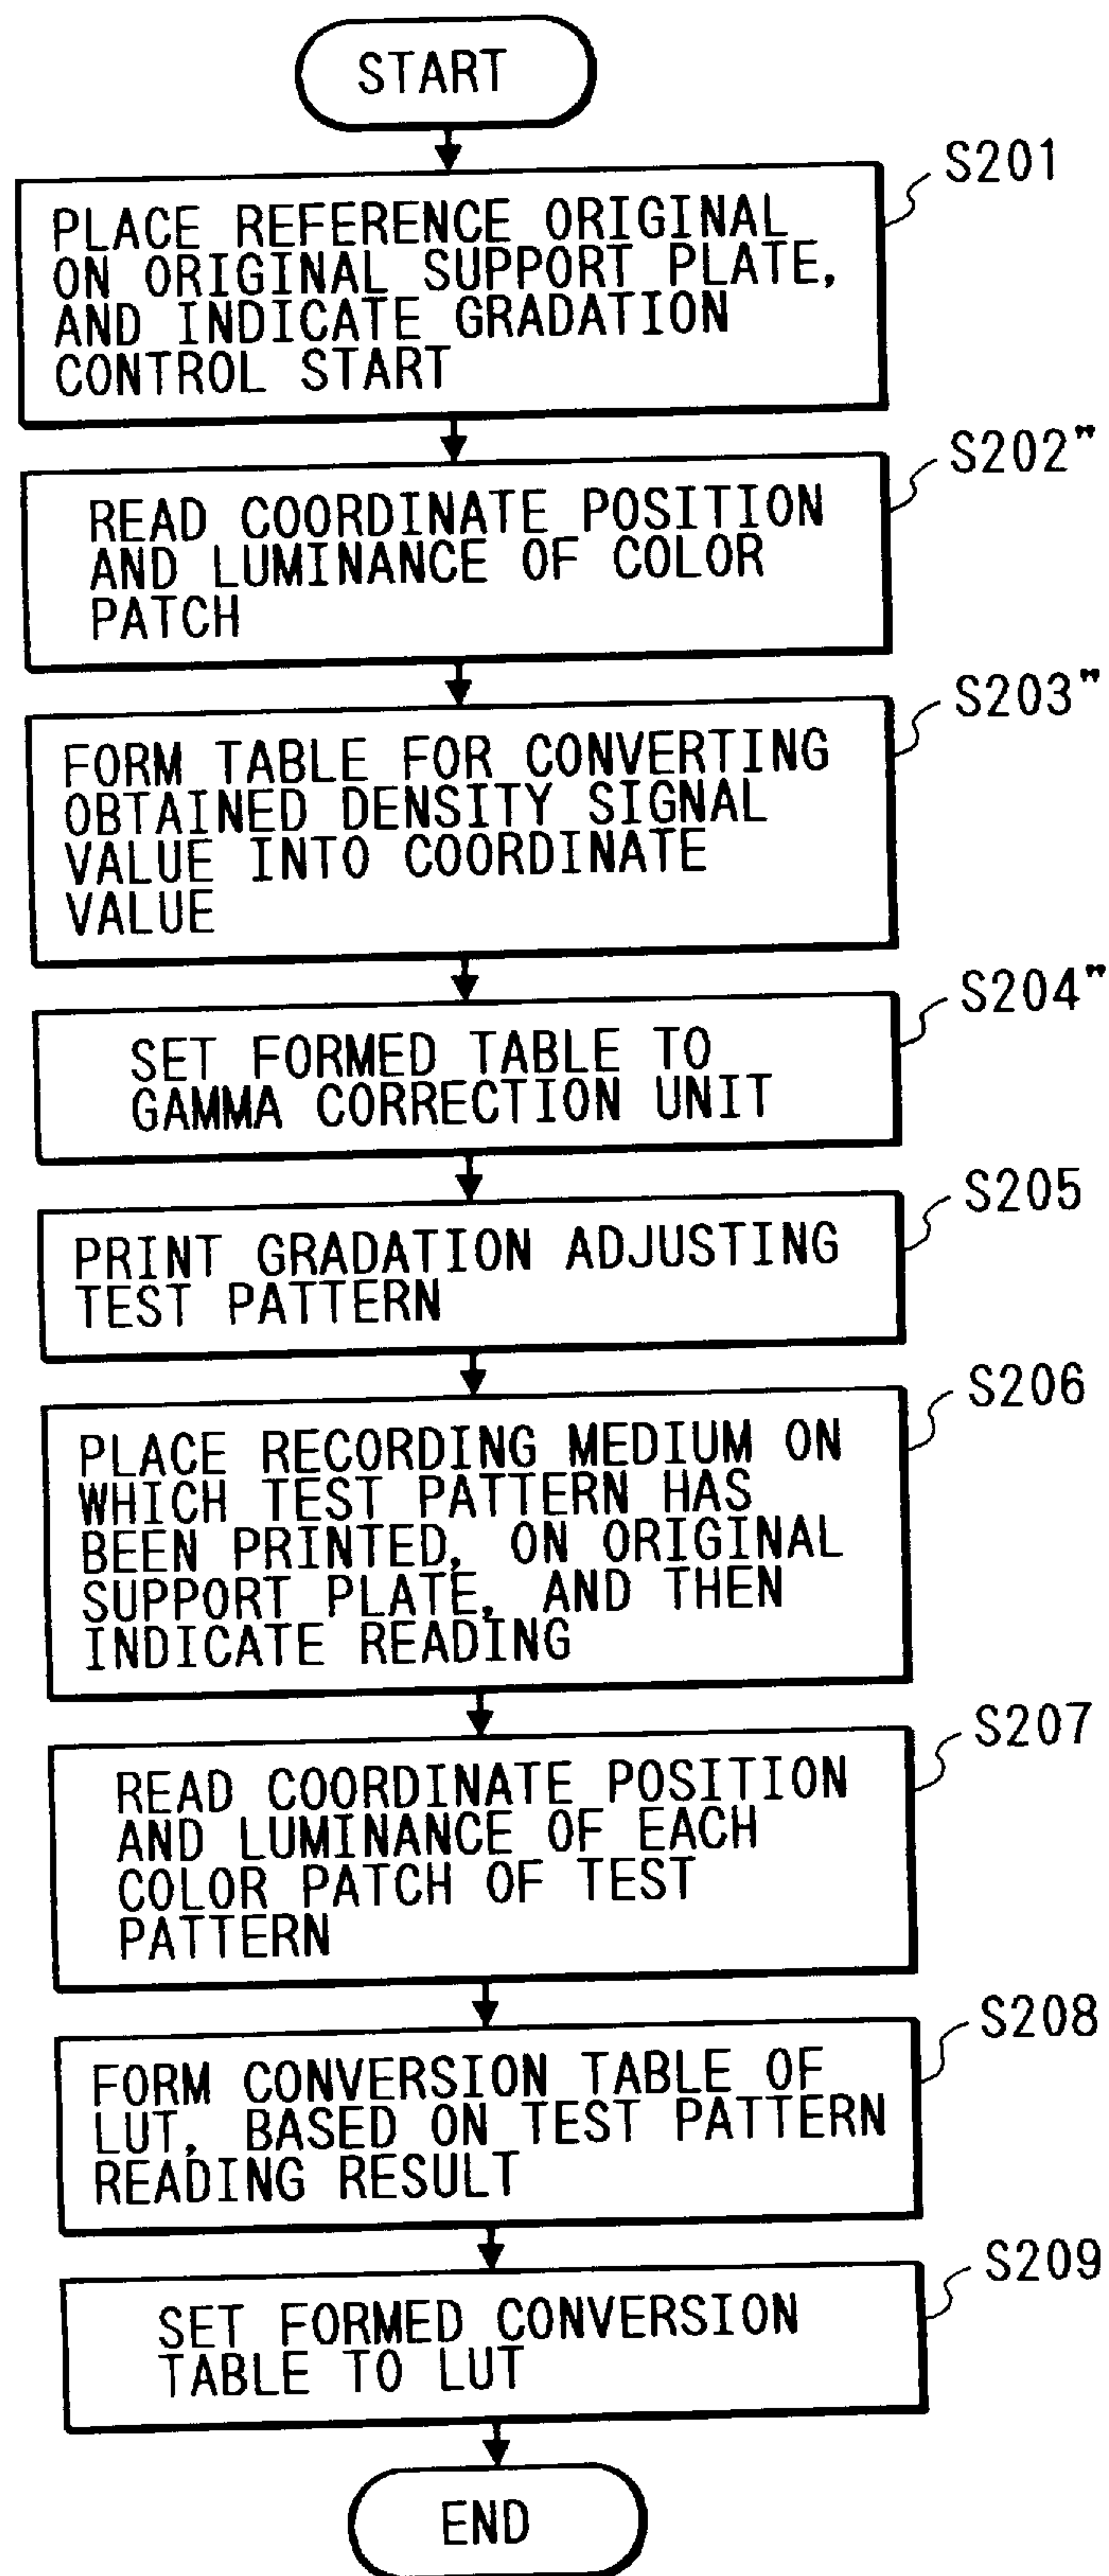 START
S201
PLACE REFERENCE ORIGINAL
ON ORIGINAL SUPPORT PLATE,
AND INDICATE GRADATION
CONTROL START
S202"
READ COORDINATE POSITION
AND LUMINANCE OF COLOR
PATCH
S203"
FORM TABLE FOR CONVERTING
OBTAINED DENSITY SIGNAL
VALUE INTO COORDINATE
VALUE
S204"
SET FORMED TABLE TO
GAMMA CORRECTION UNIT
S205
PRINT GRADATION ADJUSTING
TEST PATTERN
S206
PLACE RECORDING MEDIUM ON
WHICH TEST PATTERN HAS
BEEN PRINTED, ON ORIGINAL
SUPPORT PLATE, AND THEN
INDICATE READING
S207
READ COORDINATE POSITION
AND LUMINANCE OF EACH
COLOR PATCH OF TEST
PATTERN
S208
FORM CONVERSION TABLE OF
LUT, BASED ON TEST PATTERN
READING RESULT
S209
SET FORMED CONVERSION
TABLE TO LUT
END